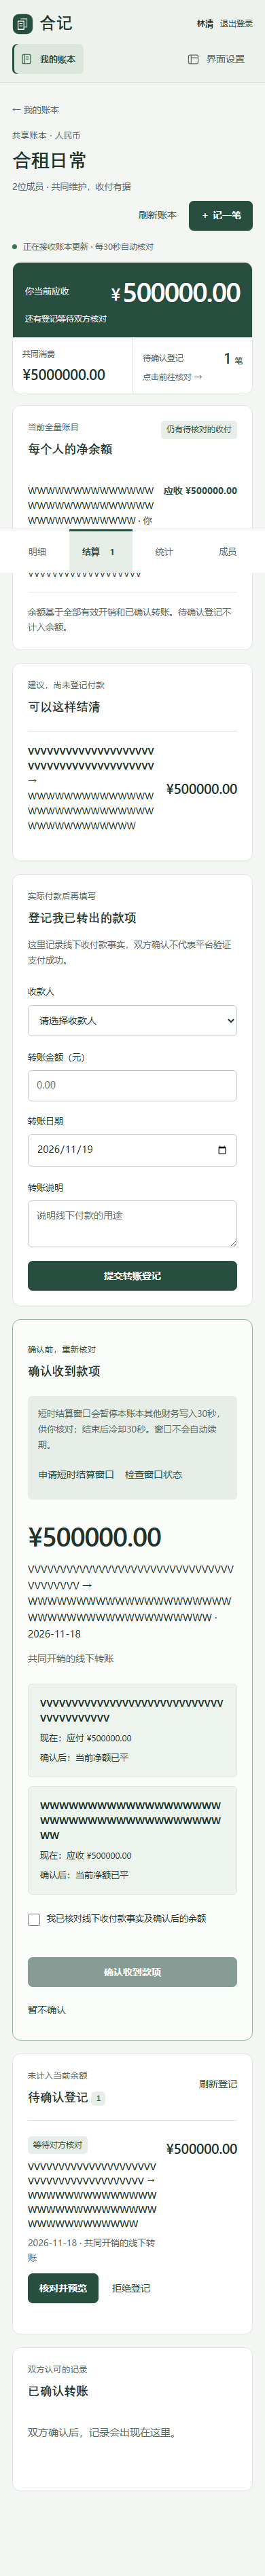 合记
林清 退出登录
我的账本
界面设置
← 我的账本
共享账本 · 人民币
合租日常
2位成员 · 共同维护，收付有据
刷新账本
+ 记一笔
正在接收账本更新 · 每30秒自动核对
你当前应收
¥500000.00
还有登记等待双方核对
共同消费
¥5000000.00
待确认登记
1 笔
点击前往核对 →
当前全量账目
仍有待核对的收付
每个人的净余额
应收 ¥500000.00
· 你
明细
结算 1
统计
成员
余额基于全部有效开销和已确认转账。待确认登记不
计入余额。
建议，尚未登记付款
可以这样结清
→
¥500000.00
实际付款后再填写
登记我已转出的款项
这里记录线下收付款事实，双方确认不代表平台验证
支付成功。
收款人
请选择收款人
转账金额（元）
0.00
转账日期
2026/11/19
转账说明
说明线下付款的用途
提交转账登记
确认前，重新核对
确认收到款项
短时结算窗口会暂停本账本其他财务写入30秒，
供你核对；结束后冷却30秒。窗口不会自动续
期。
申请短时结算窗口 检查窗口状态
¥500000.00
→
·
2026-11-18
共同开销的线下转账
现在：应付 ¥500000.00
确认后：当前净额已平
现在：应收 ¥500000.00
确认后：当前净额已平
我已核对线下收付款事实及确认后的余额
确认收到款项
暂不确认
未计入当前余额
待确认登记 1
刷新登记
等待对方核对
¥500000.00
→
2026-11-18 · 共同开销的线下转
账
核对并预览
拒绝登记
双方认可的记录
已确认转账
双方确认后，记录会出现在这里。